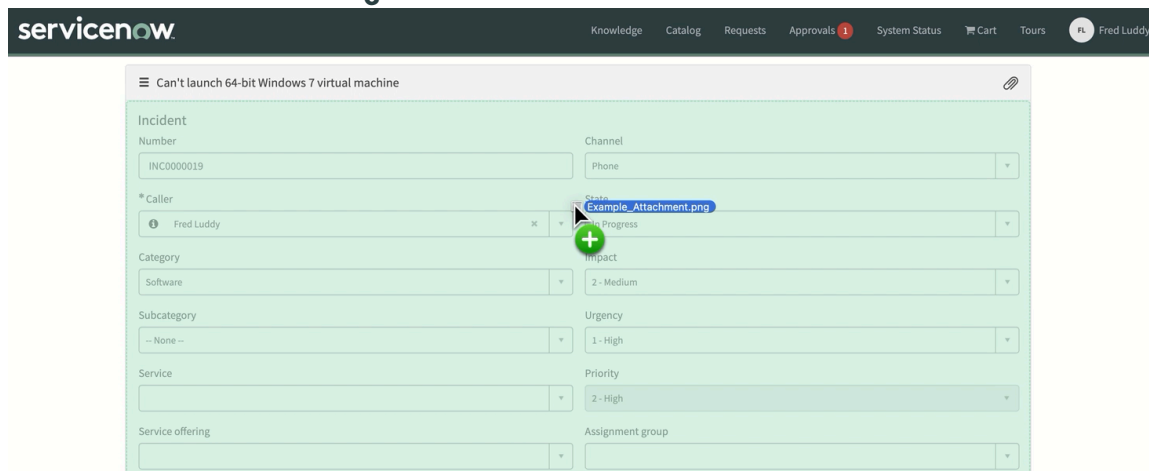 servicenow.
Knowledge Catalog Requests Approvals 1 System Status Cart Tours FL Fred Luddy
Can't launch 64-bit Windows 7 virtual machine
Incident
Number
INC0000019
Channel
Phone
* Caller
Fred Luddy
State
Example_Attachment.png
In Progress
Category
Software
Impact
2 - Medium
Subcategory
-- None --
Urgency
1 - High
Service
Priority
2 - High
Service offering
Assignment group